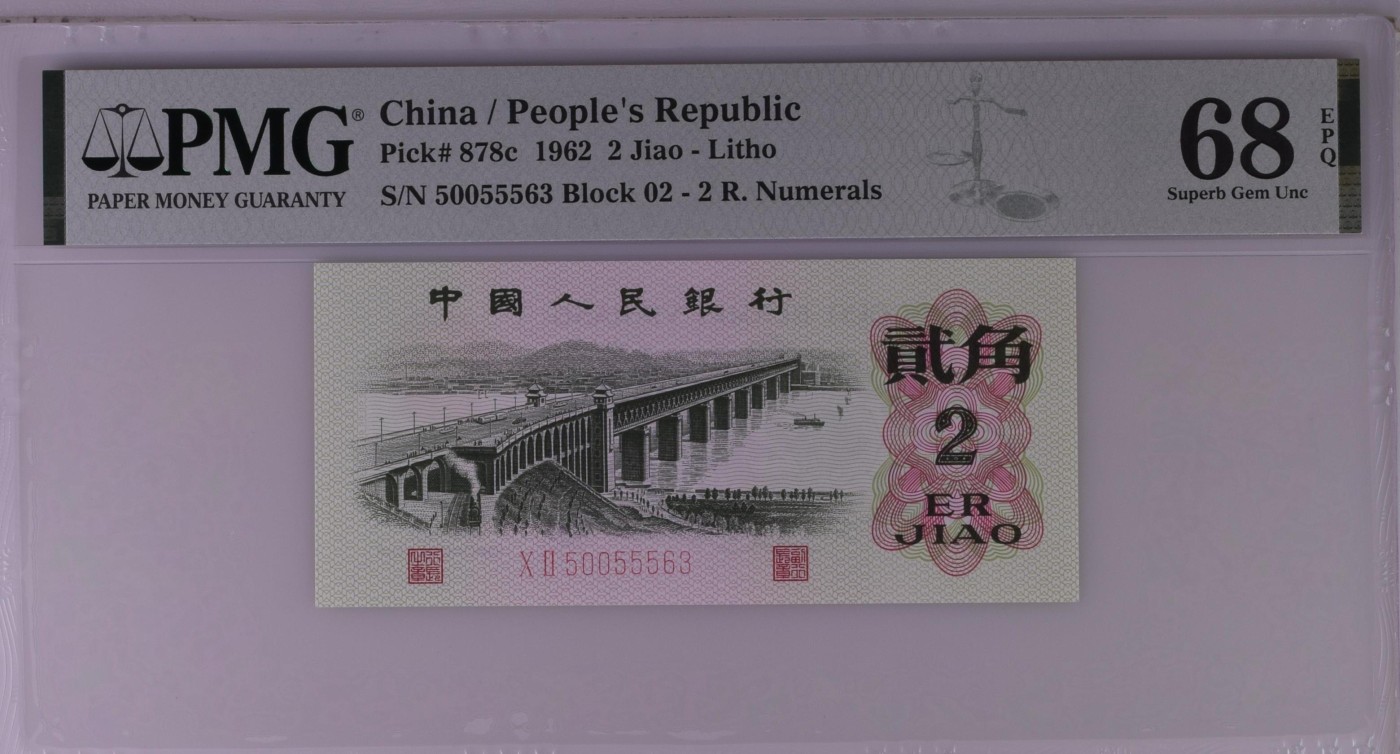 PMG®
PAPER MONEY GUARANTY
China / People's Republic
Pick# 878c 1962 2 Jiao - Litho
S/N 50055563 Block 02 - 2 R. Numerals
68
EPQ
Superb Gem Unc
中國人民銀行
貳角
2
ER
JIAO
X II 50055563